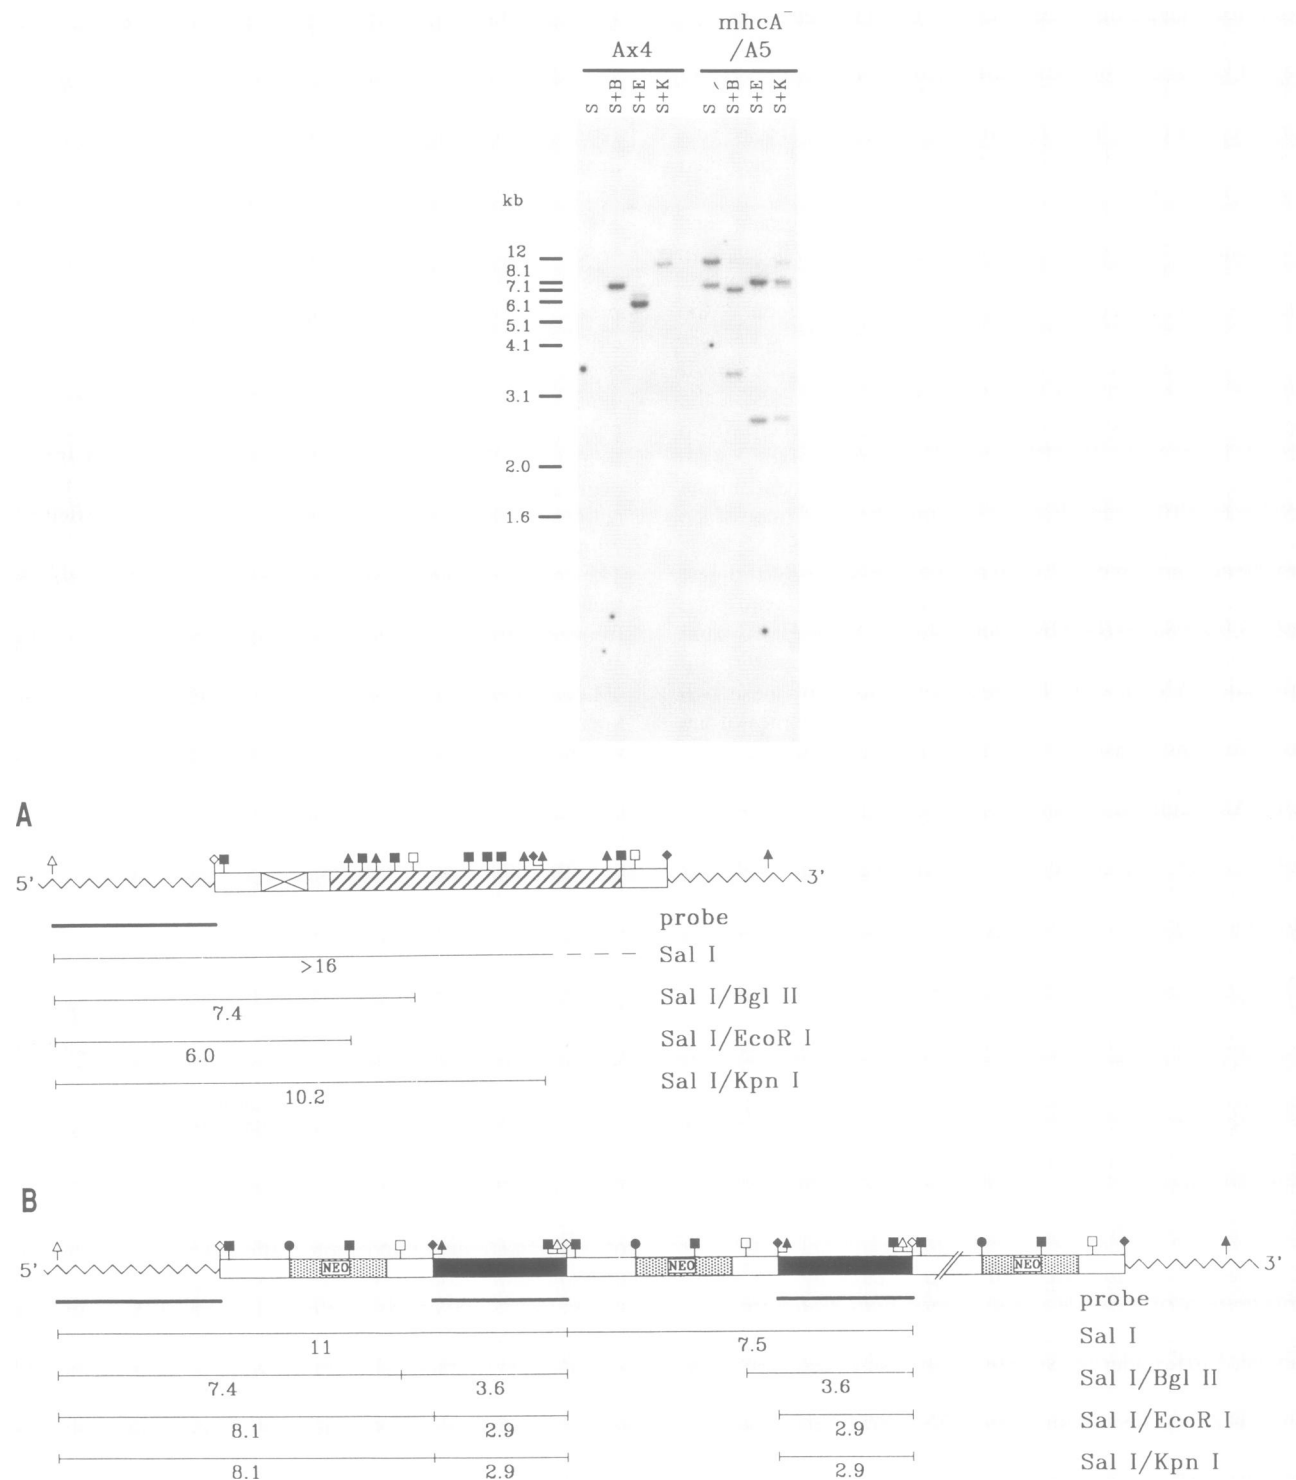 mhcA⁻
Ax4 /A5
S S+B S+E S+K S S+B S+E S+K
kb
12
8.1
7.1
6.1
5.1
4.1
3.1
2.0
1.6
A
5' 3'
probe
>16 Sal I
7.4 Sal I/Bgl II
6.0 Sal I/EcoR I
10.2 Sal I/Kpn I
B
5' NEO NEO NEO 3'
probe
11 7.5 Sal I
7.4 3.6 3.6 Sal I/Bgl II
8.1 2.9 2.9 Sal I/EcoR I
8.1 2.9 2.9 Sal I/Kpn I